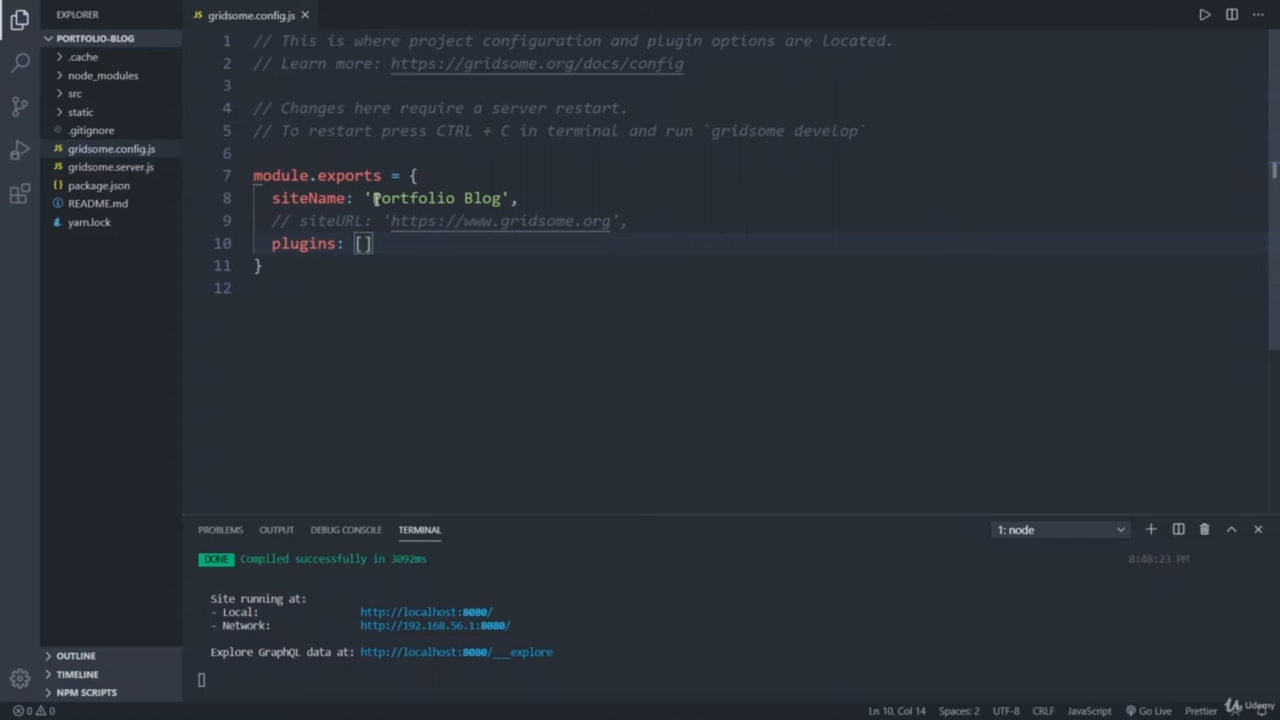 EXPLORER
PORTFOLIO-BLOG
.cache
node_modules
src
static
.gitignore
JS gridsome.config.js
JS gridsome.server.js
package.json
README.md
yarn.lock
OUTLINE
TIMELINE
NPM SCRIPTS
JS gridsome.config.js
1 // This is where project configuration and plugin options are located.
2 // Learn more: https://gridsome.org/docs/config
3
4 // Changes here require a server restart.
5 // To restart press CTRL + C in terminal and run `gridsome develop`
6
7 module.exports = {
8 siteName: 'Portfolio Blog',
9 // siteURL: 'https://www.gridsome.org',
10 plugins: []
11 }
12
PROBLEMS OUTPUT DEBUG CONSOLE TERMINAL 1: node
DONE Compiled successfully in 3092ms 8:48:23 PM
Site running at:
- Local: http://localhost:8080/
- Network: http://192.168.56.1:8080/
Explore GraphQL data at: http://localhost:8080/___explore
0 0 Ln 10, Col 14 Spaces: 2 UTF-8 CRLF JavaScript Go Live Prettier
Udemy